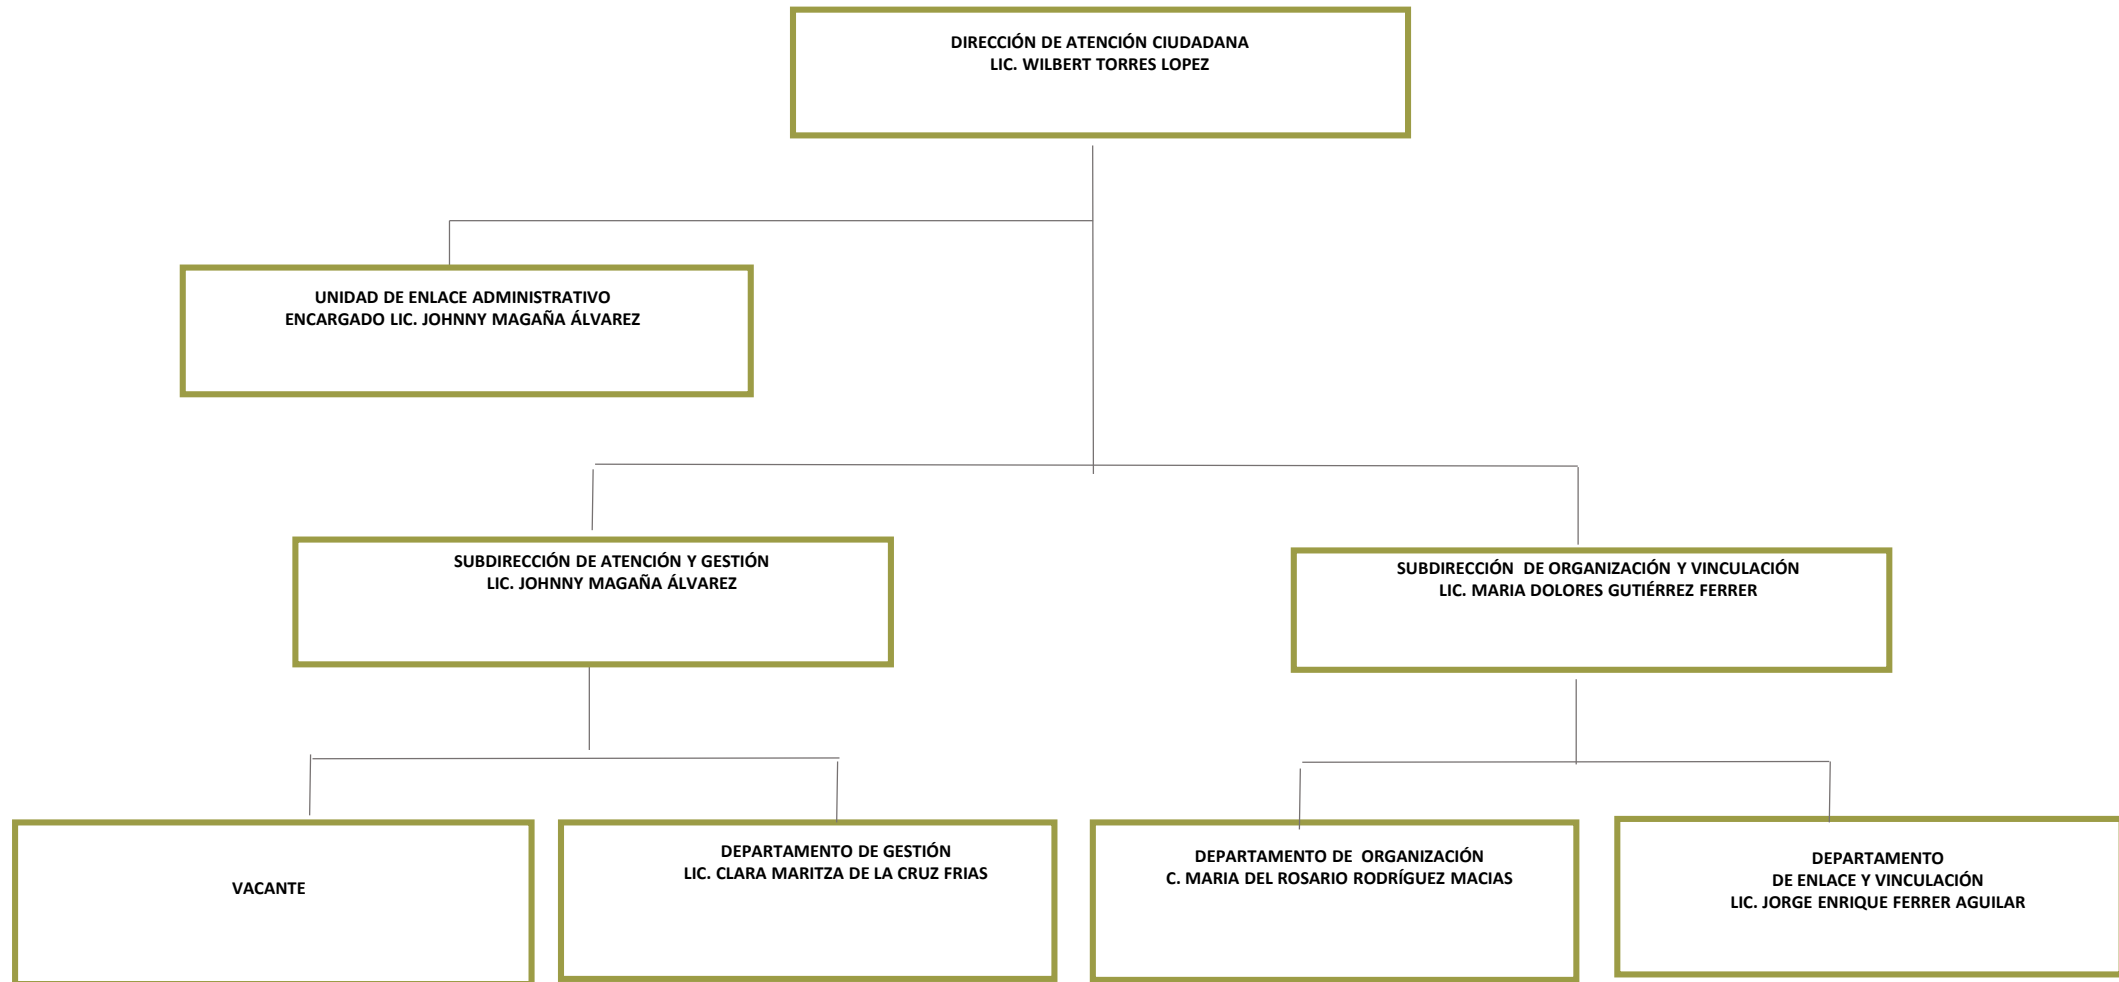 DIRECCIÓN DE ATENCIÓN CIUDADANA
LIC. WILBERT TORRES LOPEZ
UNIDAD DE ENLACE ADMINISTRATIVO
ENCARGADO LIC. JOHNNY MAGAÑA ÁLVAREZ
SUBDIRECCIÓN DE ATENCIÓN Y GESTIÓN
LIC. JOHNNY MAGAÑA ÁLVAREZ
SUBDIRECCIÓN DE ORGANIZACIÓN Y VINCULACIÓN
LIC. MARIA DOLORES GUTIÉRREZ FERRER
VACANTE
DEPARTAMENTO DE GESTIÓN
LIC. CLARA MARITZA DE LA CRUZ FRIAS
DEPARTAMENTO DE ORGANIZACIÓN
C. MARIA DEL ROSARIO RODRÍGUEZ MACIAS
DEPARTAMENTO
DE ENLACE Y VINCULACIÓN
LIC. JORGE ENRIQUE FERRER AGUILAR